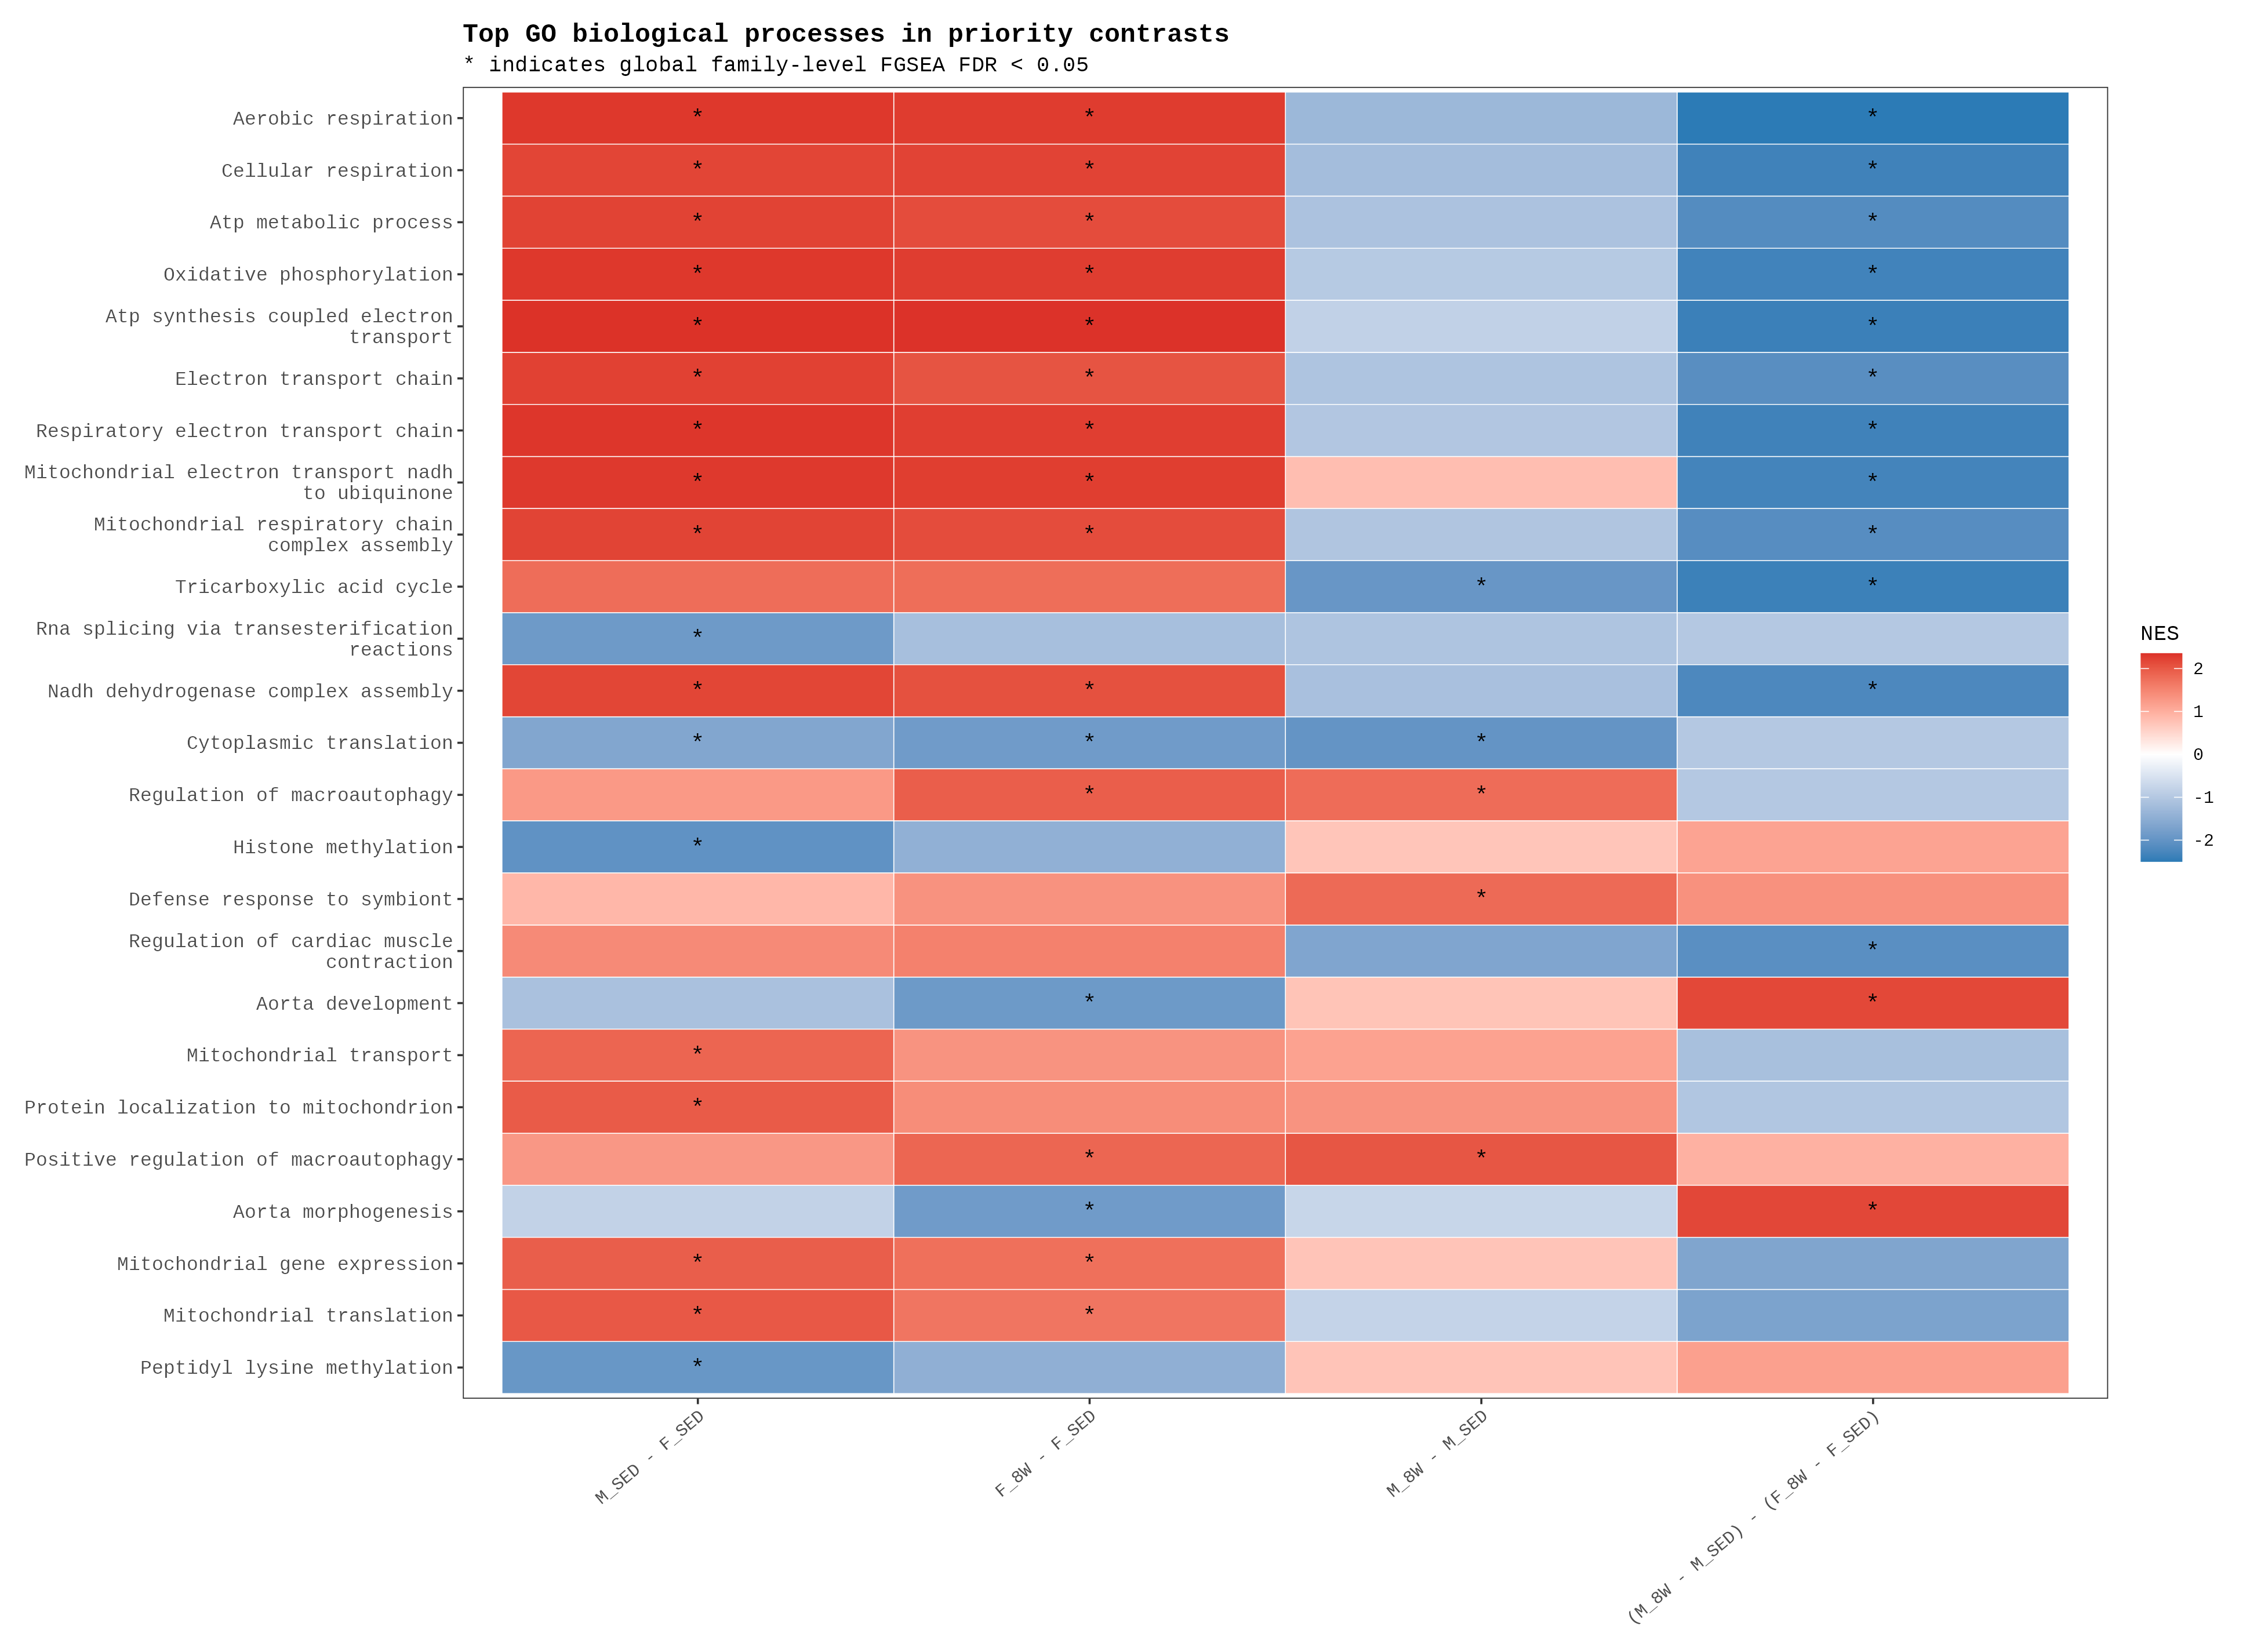 Top GO biological processes in priority contrasts
* indicates global family-level FGSEA FDR < 0.05
Aerobic respiration
* * *
Cellular respiration
* * *
Atp metabolic process
* * *
Oxidative phosphorylation
* * *
Atp synthesis coupled electron
transport
* * *
Electron transport chain
* * *
Respiratory electron transport chain
* * *
Mitochondrial electron transport nadh
to ubiquinone
* * *
Mitochondrial respiratory chain
complex assembly
* * *
Tricarboxylic acid cycle
* *
Rna splicing via transesterification
reactions
*
Nadh dehydrogenase complex assembly
* * *
Cytoplasmic translation
* * *
Regulation of macroautophagy
* *
Histone methylation
*
Defense response to symbiont
*
Regulation of cardiac muscle
contraction
*
Aorta development
* *
Mitochondrial transport
*
Protein localization to mitochondrion
*
Positive regulation of macroautophagy
* *
Aorta morphogenesis
* *
Mitochondrial gene expression
* *
Mitochondrial translation
* *
Peptidyl lysine methylation
*
M_SED - F_SED
F_8W - F_SED
M_8W - M_SED
(M_8W - M_SED) - (F_8W - F_SED)
NES
2
1
0
-1
-2